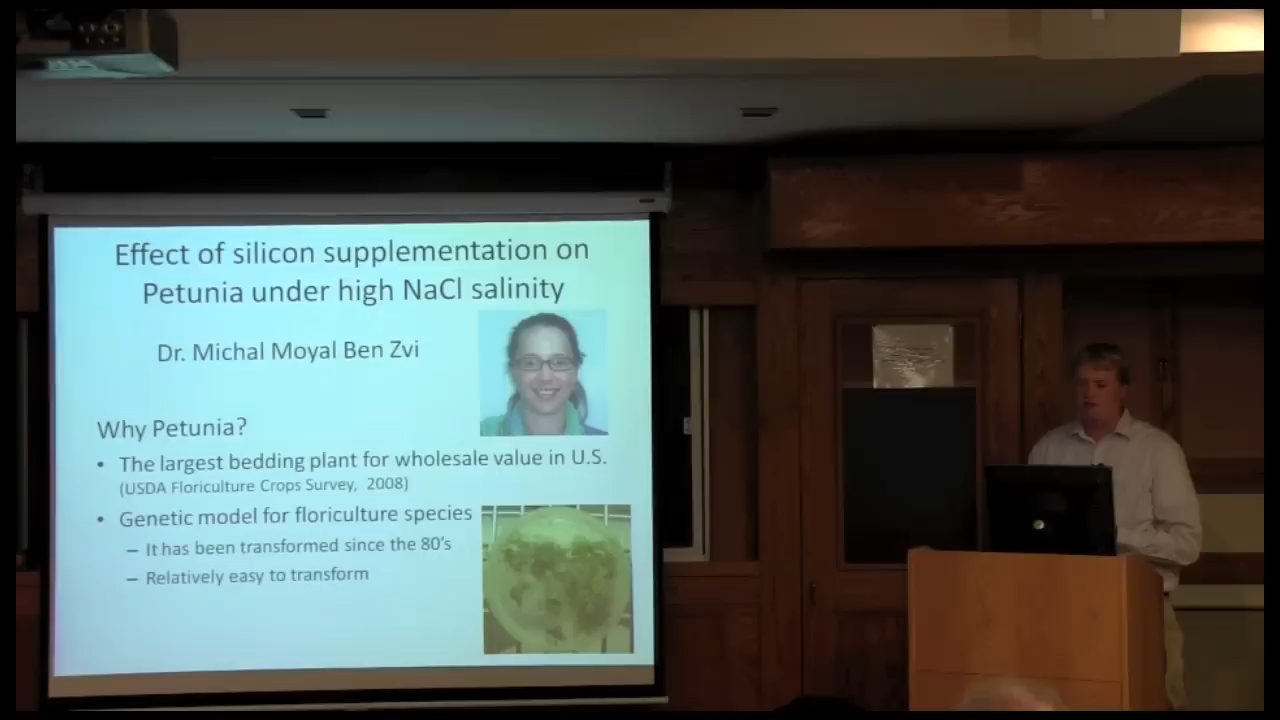 Effect of silicon supplementation on
Petunia under high NaCl salinity
Dr. Michal Moyal Ben Zvi
Why Petunia?
• The largest bedding plant for wholesale value in U.S.
(USDA Floriculture Crops Survey, 2008)
• Genetic model for floriculture species
– It has been transformed since the 80's
– Relatively easy to transform